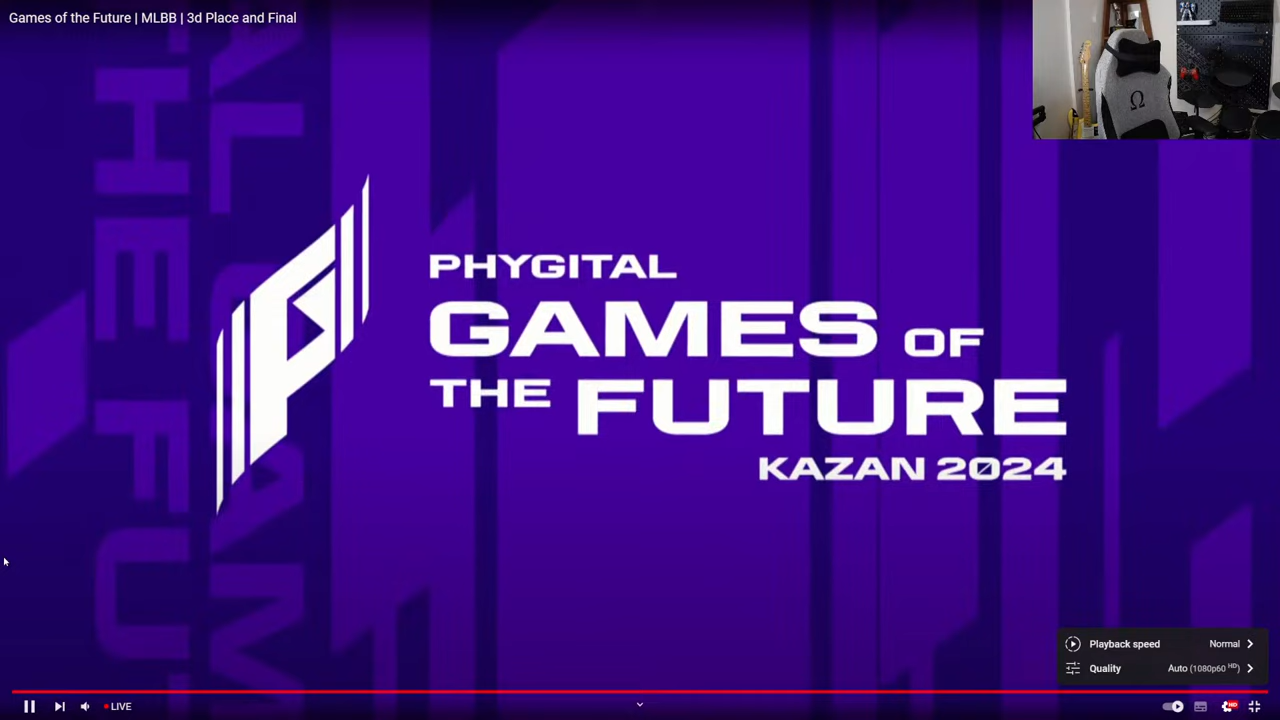 Games of the Future | MLBB | 3d Place and Final
PHYGITAL
GAMES OF
THE FUTURE
KAZAN 2024
Playback speed Normal
Quality Auto (1080p60 HD)
LIVE
HD